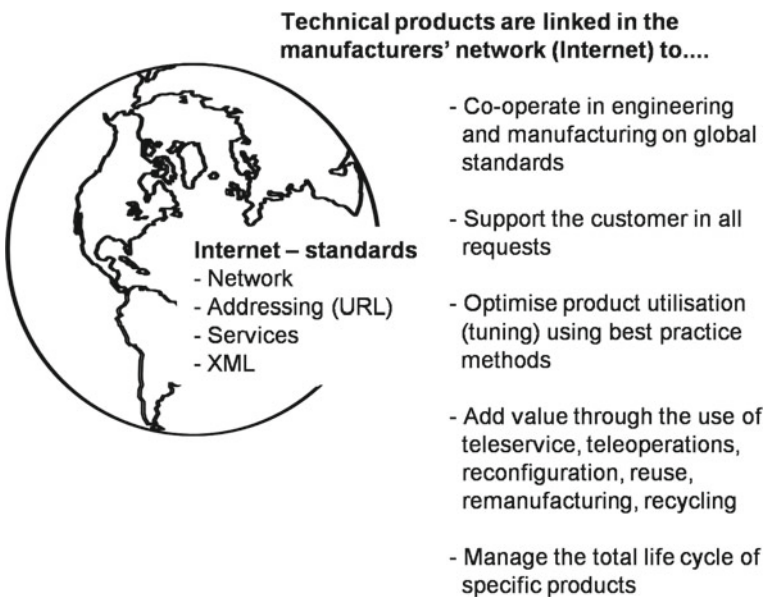 Technical products are linked in the
manufacturers' network (Internet) to....
- Co-operate in engineering
and manufacturing on global
standards
- Support the customer in all
requests
- Optimise product utilisation
(tuning) using best practice
methods
- Add value through the use of
teleservice, teleoperations,
reconfiguration, reuse,
remanufacturing, recycling
- Manage the total life cycle of
specific products
Internet – standards
- Network
- Addressing (URL)
- Services
- XML